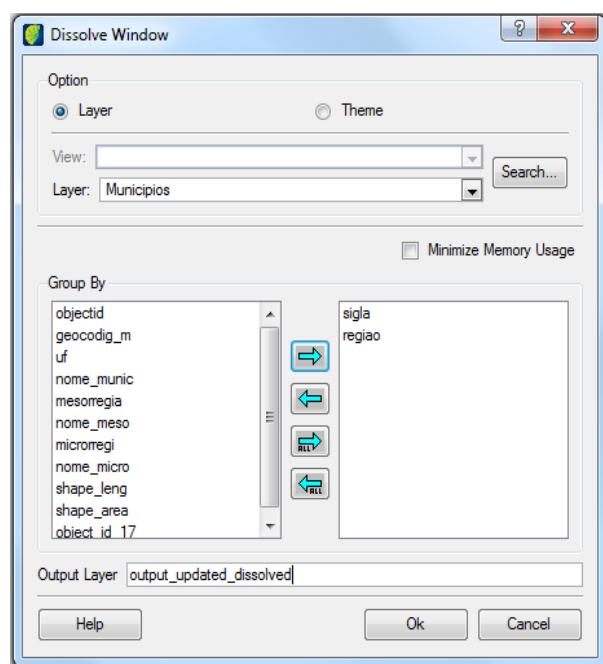 Dissolve Window
Option
Layer
Theme
View:
Search...
Layer: Municipios
Minimize Memory Usage
Group By
objectid
geocodig_m
uf
nome_munic
mesorregia
nome_meso
microrregi
nome_micro
shape_leng
shape_area
object_id_17
sigla
regiao
ALL
ALL
Output Layer output_updated_dissolved
Help
Ok
Cancel